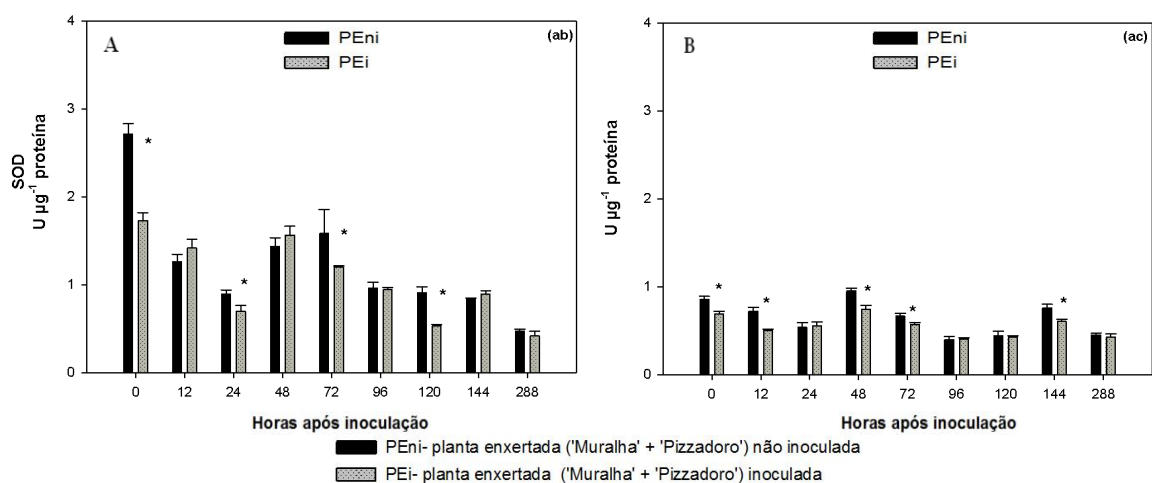 A
(ab)
PEni
PEi
SOD
U µg-1 proteína
4
3
2
1
0
*
*
*
*
0 12 24 48 72 96 120 144 288
Horas após inoculação
B
(ac)
PEni
PEi
U µg-1 proteína
4
3
2
1
0
*
*
*
*
*
0 12 24 48 72 96 120 144 288
Horas após inoculação
PEni- planta enxertada ('Muralha' + 'Pizzadoro') não inoculada
PEi- planta enxertada ('Muralha' + 'Pizzadoro') inoculada